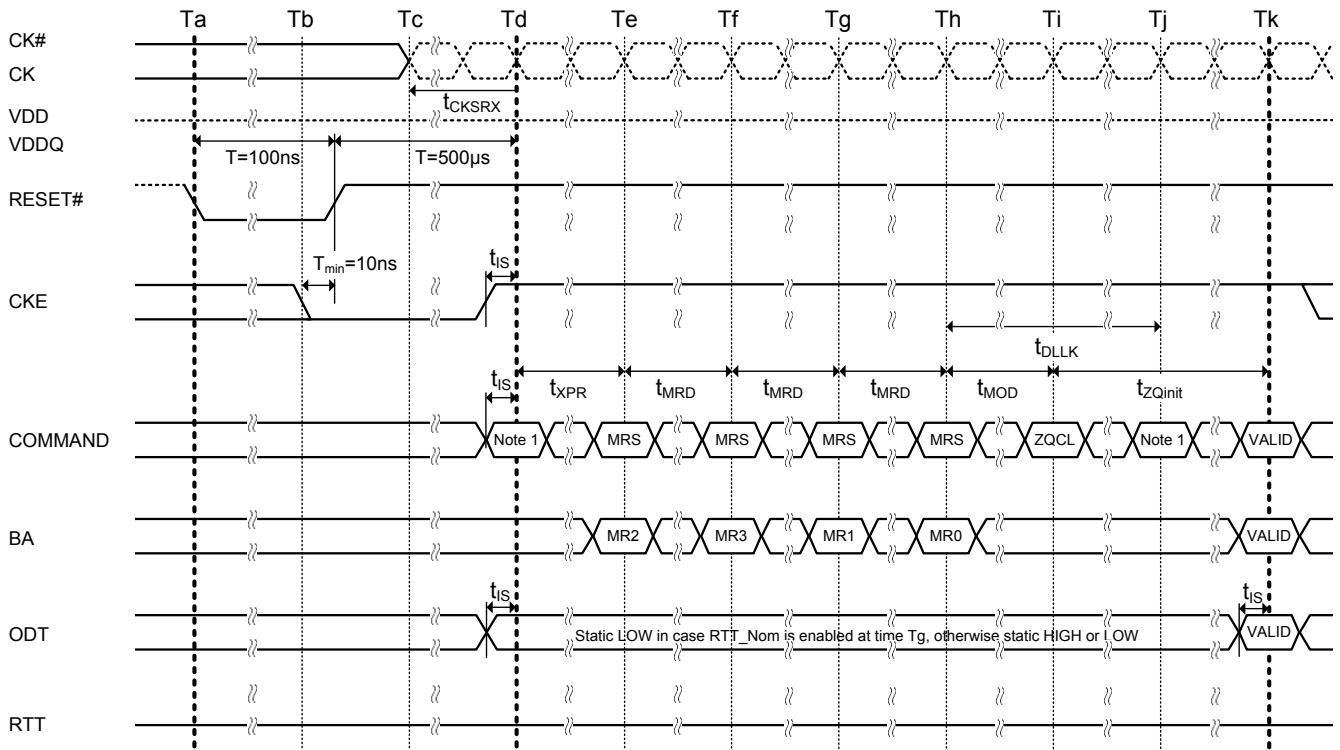 Ta Tb Tc Td Te Tf Tg Th Ti Tj Tk
CK#
CK
tCKSRX
VDD
VDDQ
T=100ns T=500µs
RESET#
Tmin=10ns
tIS
CKE
tDLLK
tIS tXPR tMRD tMRD tMRD tMOD tZQinit
COMMAND Note 1 MRS MRS MRS MRS ZQCL Note 1 VALID
BA MR2 MR3 MR1 MR0 VALID
tIS tIS
ODT Static LOW in case RTT_Nom is enabled at time Tg, otherwise static HIGH or LOW VALID
RTT